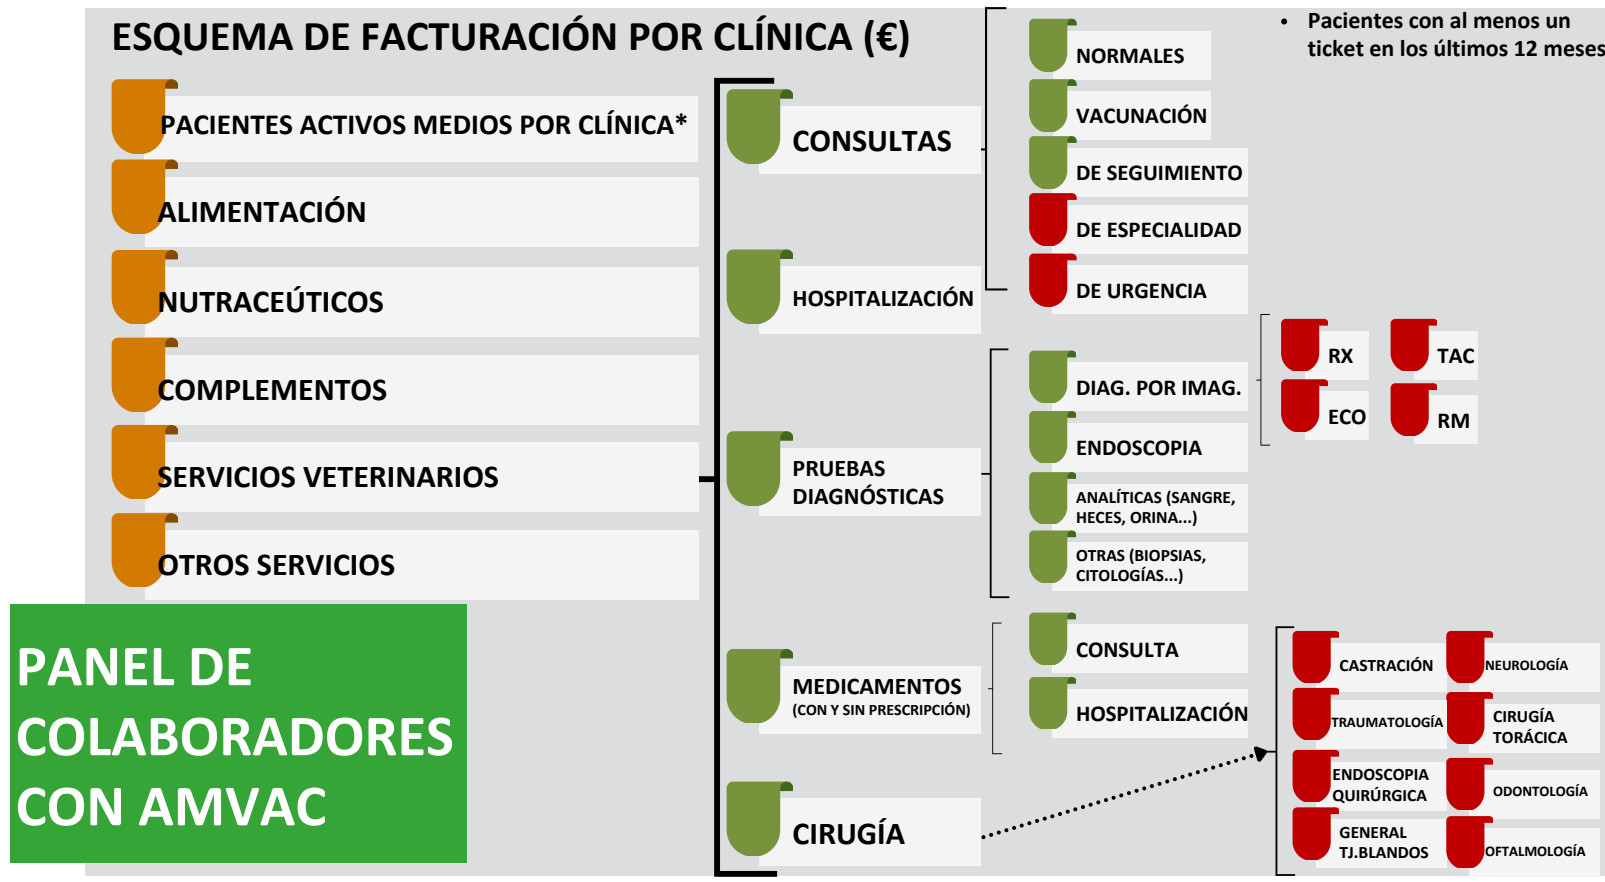 ESQUEMA DE FACTURACIÓN POR CLÍNICA (€)
• Pacientes con al menos un
ticket en los últimos 12 meses
PACIENTES ACTIVOS MEDIOS POR CLÍNICA*
ALIMENTACIÓN
NUTRACEÚTICOS
COMPLEMENTOS
SERVICIOS VETERINARIOS
OTROS SERVICIOS
CONSULTAS
HOSPITALIZACIÓN
PRUEBAS
DIAGNÓSTICAS
MEDICAMENTOS
(CON Y SIN PRESCRIPCIÓN)
CIRUGÍA
NORMALES
VACUNACIÓN
DE SEGUIMIENTO
DE ESPECIALIDAD
DE URGENCIA
DIAG. POR IMAG.
ENDOSCOPIA
ANALÍTICAS (SANGRE,
HECES, ORINA...)
OTRAS (BIOPSIAS,
CITOLOGÍAS...)
CONSULTA
HOSPITALIZACIÓN
RX
TAC
ECO
RM
CASTRACIÓN
NEUROLOGÍA
TRAUMATOLOGÍA
CIRUGÍA
TORÁCICA
ENDOSCOPIA
QUIRÚRGICA
ODONTOLOGÍA
GENERAL
TJ.BLANDOS
OFTALMOLOGÍA
PANEL DE
COLABORADORES
CON AMVAC